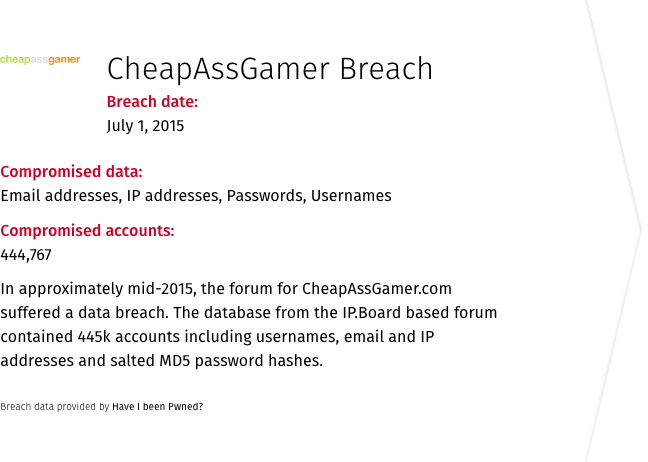 cheapassgamer
CheapAssGamer Breach
Breach date:
July 1, 2015
Compromised data:
Email addresses, IP addresses, Passwords, Usernames
Compromised accounts:
444,767
In approximately mid-2015, the forum for CheapAssGamer.com
suffered a data breach. The database from the IP.Board based forum
contained 445k accounts including usernames, email and IP
addresses and salted MD5 password hashes.
Breach data provided by Have I been Pwned?